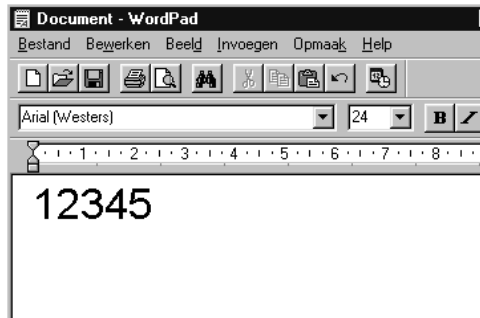 Document - WordPad
Bestand Bewerken Beeld Invoegen Opmaak Help
Arial (Westers) 24 B I
1 2 3 4 5 6 7 8
12345